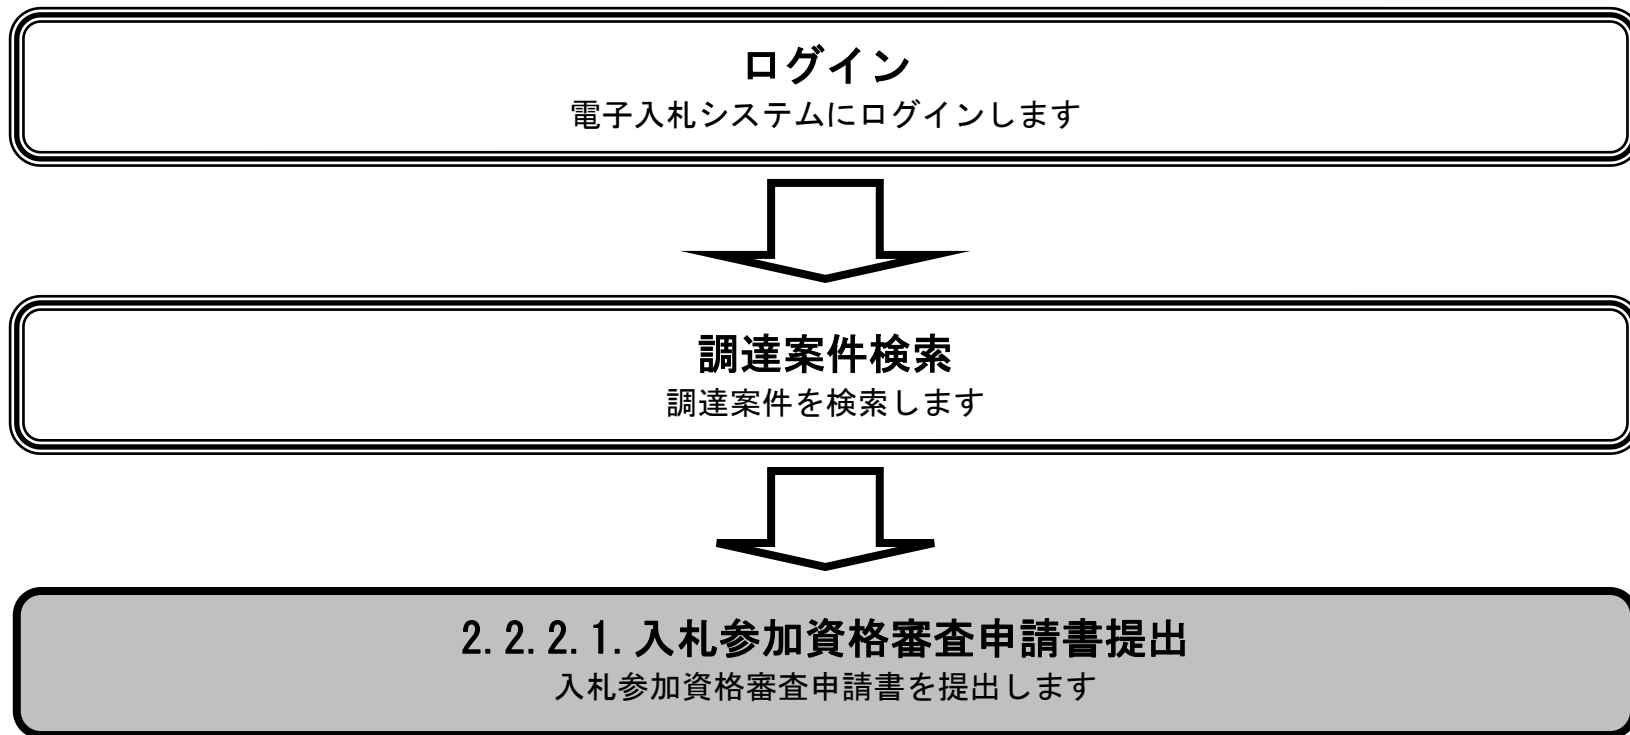 ログイン
電子入札システムにログインします
調達案件検索
調達案件を検索します
2.2.2.1.入札参加資格審査申請書提出
入札参加資格審査申請書を提出します